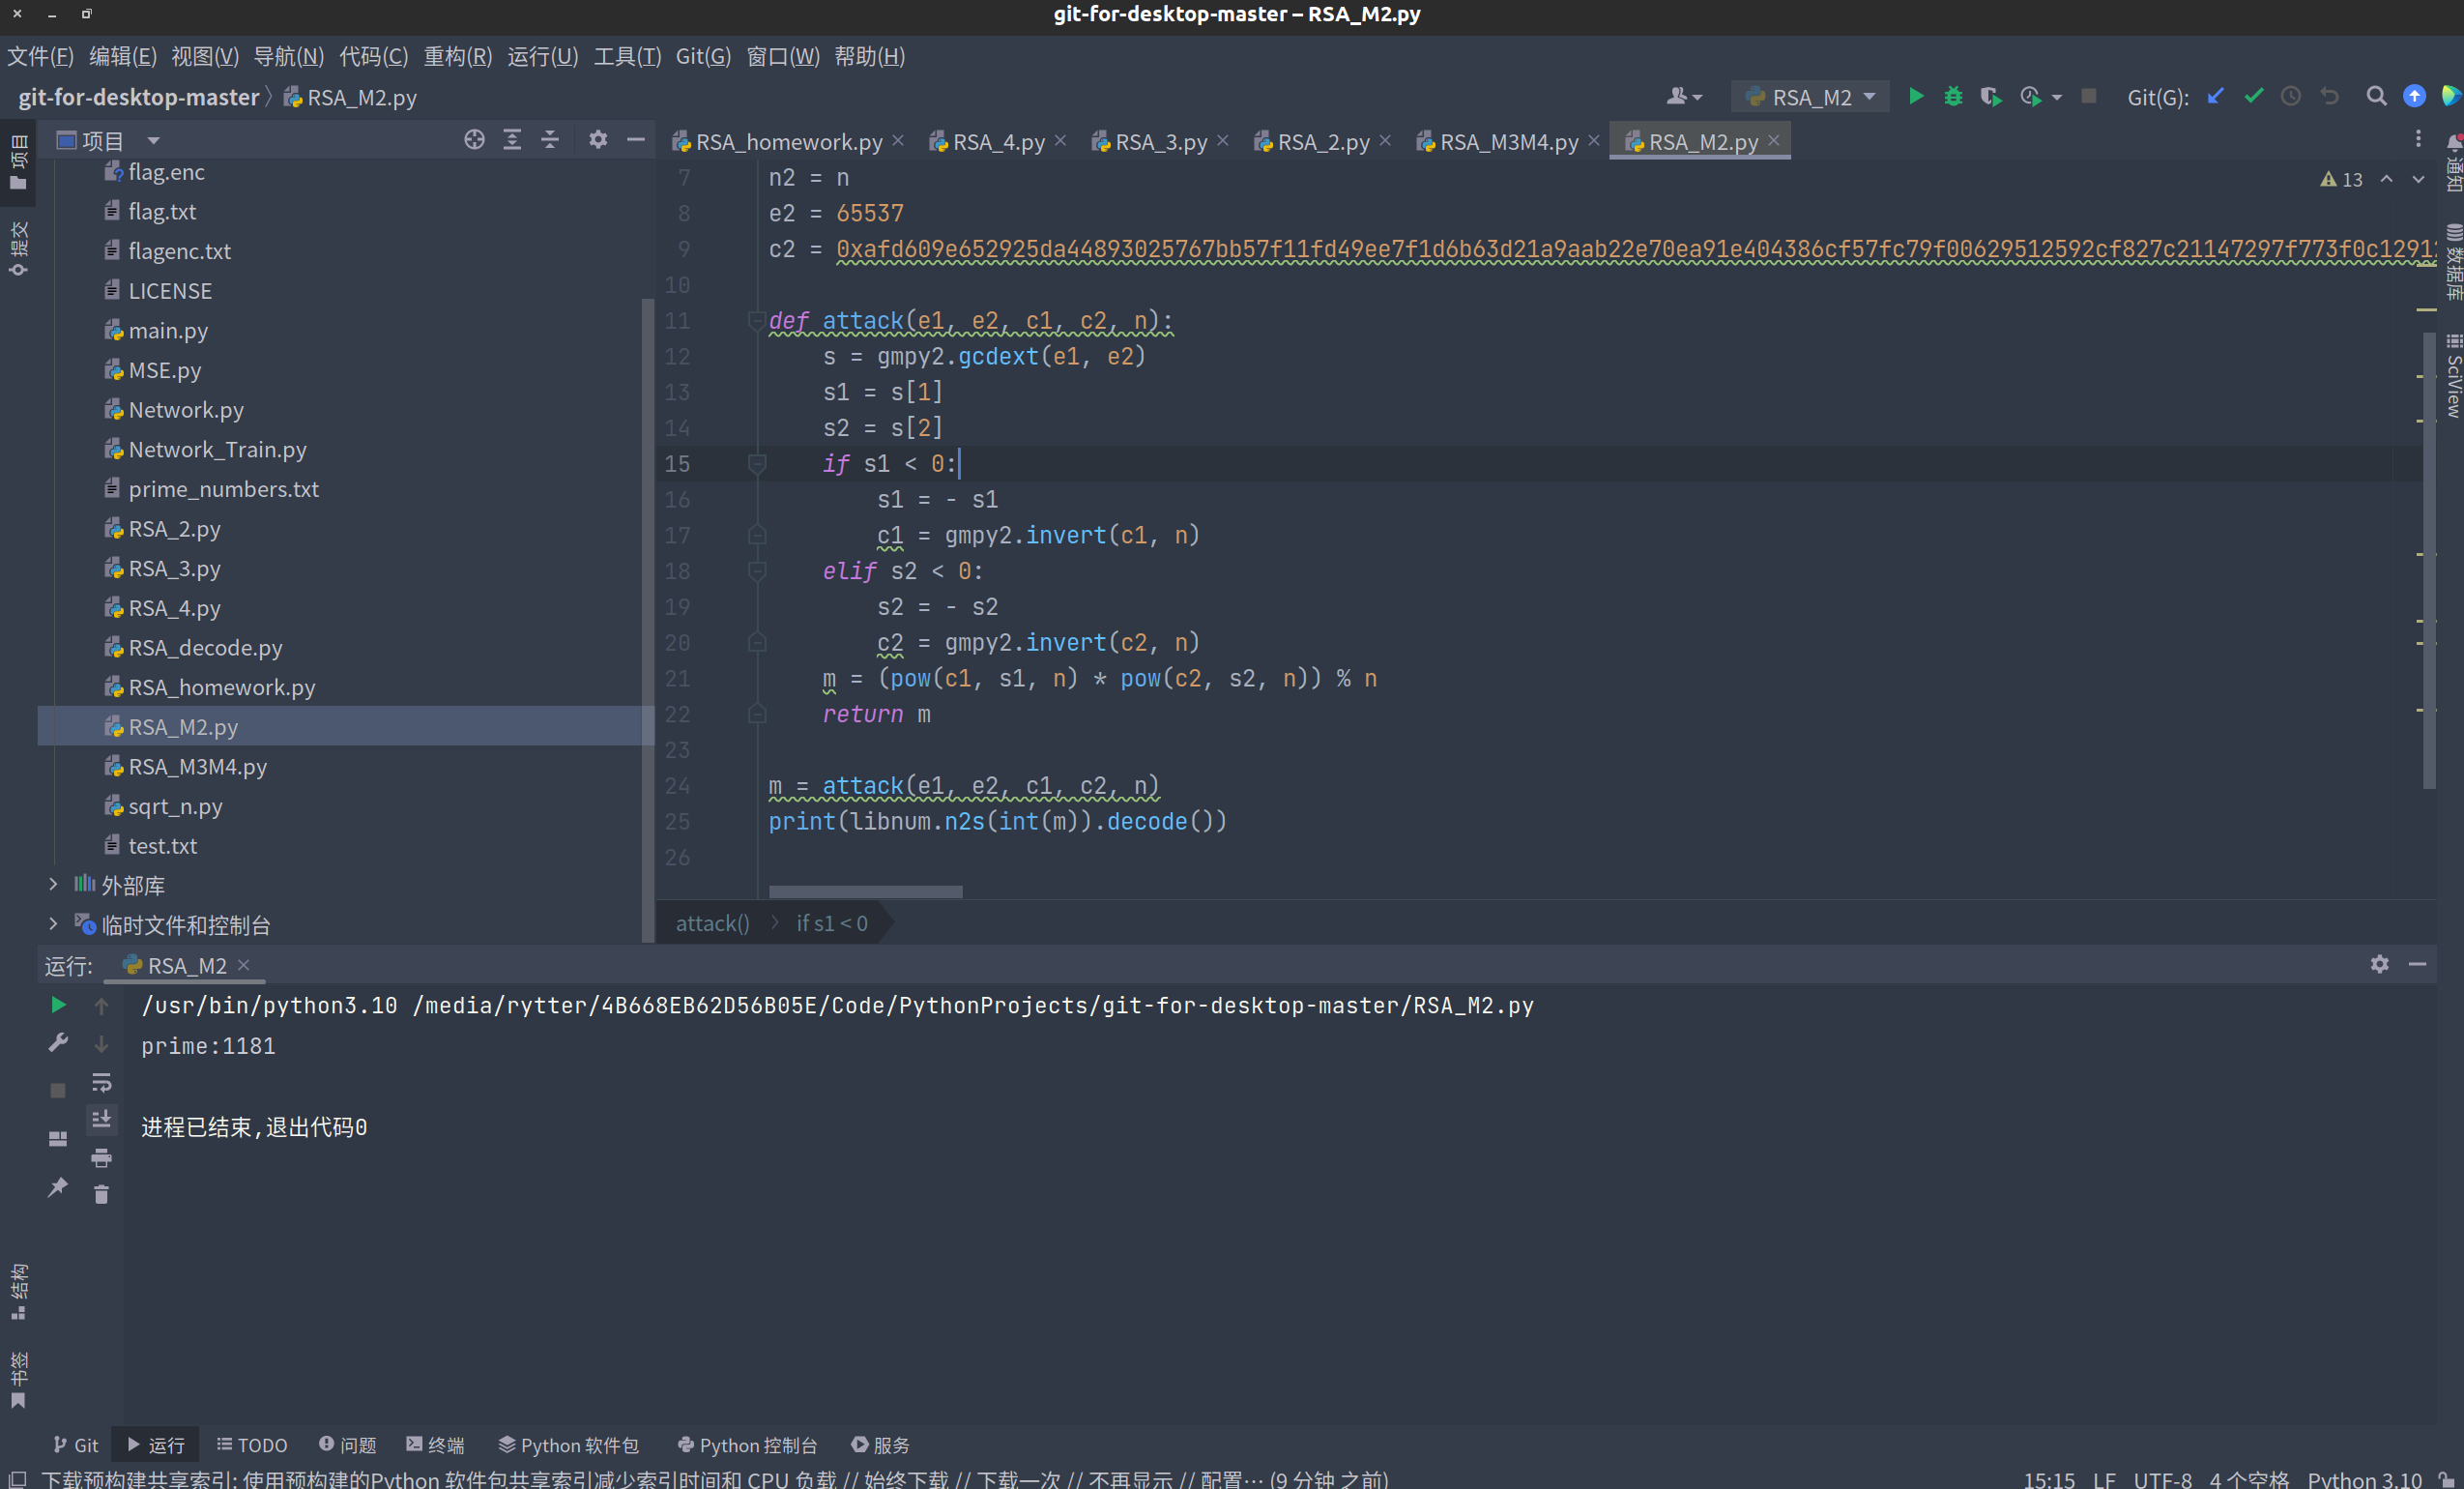 git-for-desktop-master – RSA_M2.py
文件(F) 编辑(E) 视图(V) 导航(N) 代码(C) 重构(R) 运行(U) 工具(T) Git(G) 窗口(W) 帮助(H)
git-for-desktop-master RSA_M2.py
RSA_M2
Git(G):
项目
RSA_homework.py RSA_4.py RSA_3.py RSA_2.py RSA_M3M4.py RSA_M2.py
项目
提交
结构
书签
flag.enc
flag.txt
flagenc.txt
LICENSE
main.py
MSE.py
Network.py
Network_Train.py
prime_numbers.txt
RSA_2.py
RSA_3.py
RSA_4.py
RSA_decode.py
RSA_homework.py
RSA_M2.py
RSA_M3M4.py
sqrt_n.py
test.txt
外部库
临时文件和控制台
13
7 n2 = n
8 e2 = 65537
9 c2 = 0xafd609e652925da44893025767bb57f11fd49ee7f1d6b63d21a9aab22e70ea91e404386cf57fc79f00629512592cf827c21147297f773f0c1291
10
11 def attack(e1, e2, c1, c2, n):
12 s = gmpy2.gcdext(e1, e2)
13 s1 = s[1]
14 s2 = s[2]
15 if s1 < 0:
16 s1 = - s1
17 c1 = gmpy2.invert(c1, n)
18 elif s2 < 0:
19 s2 = - s2
20 c2 = gmpy2.invert(c2, n)
21 m = (pow(c1, s1, n) * pow(c2, s2, n)) % n
22 return m
23
24 m = attack(e1, e2, c1, c2, n)
25 print(libnum.n2s(int(m)).decode())
26
attack() if s1 < 0
通知
数据库
SciView
运行: RSA_M2
/usr/bin/python3.10 /media/rytter/4B668EB62D56B05E/Code/PythonProjects/git-for-desktop-master/RSA_M2.py
prime:1181
进程已结束,退出代码0
Git 运行 TODO 问题 终端 Python 软件包 Python 控制台 服务
下载预构建共享索引: 使用预构建的Python 软件包共享索引减少索引时间和 CPU 负载 // 始终下载 // 下载一次 // 不再显示 // 配置… (9 分钟 之前)
15:15 LF UTF-8 4 个空格 Python 3.10